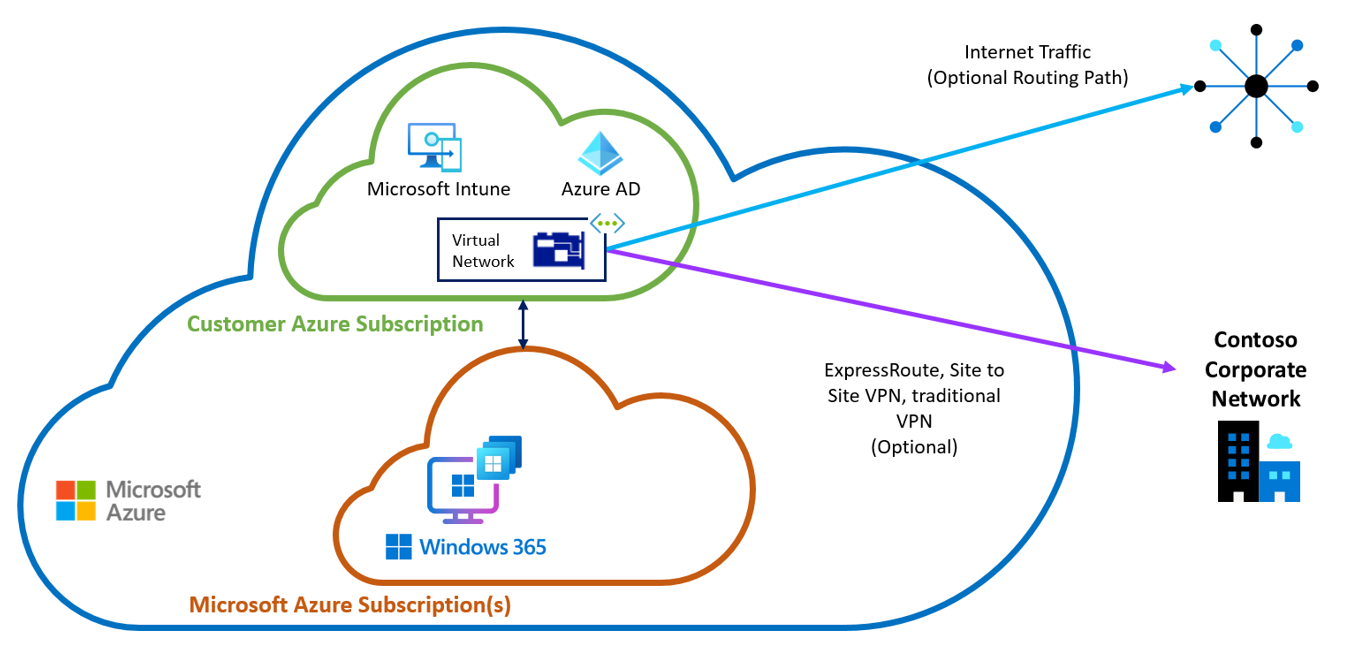 Internet Traffic
(Optional Routing Path)
Microsoft Intune
Azure AD
Virtual
Network
Customer Azure Subscription
ExpressRoute, Site to
Site VPN, traditional
VPN
(Optional)
Contoso
Corporate
Network
Microsoft
Azure
Windows 365
Microsoft Azure Subscription(s)